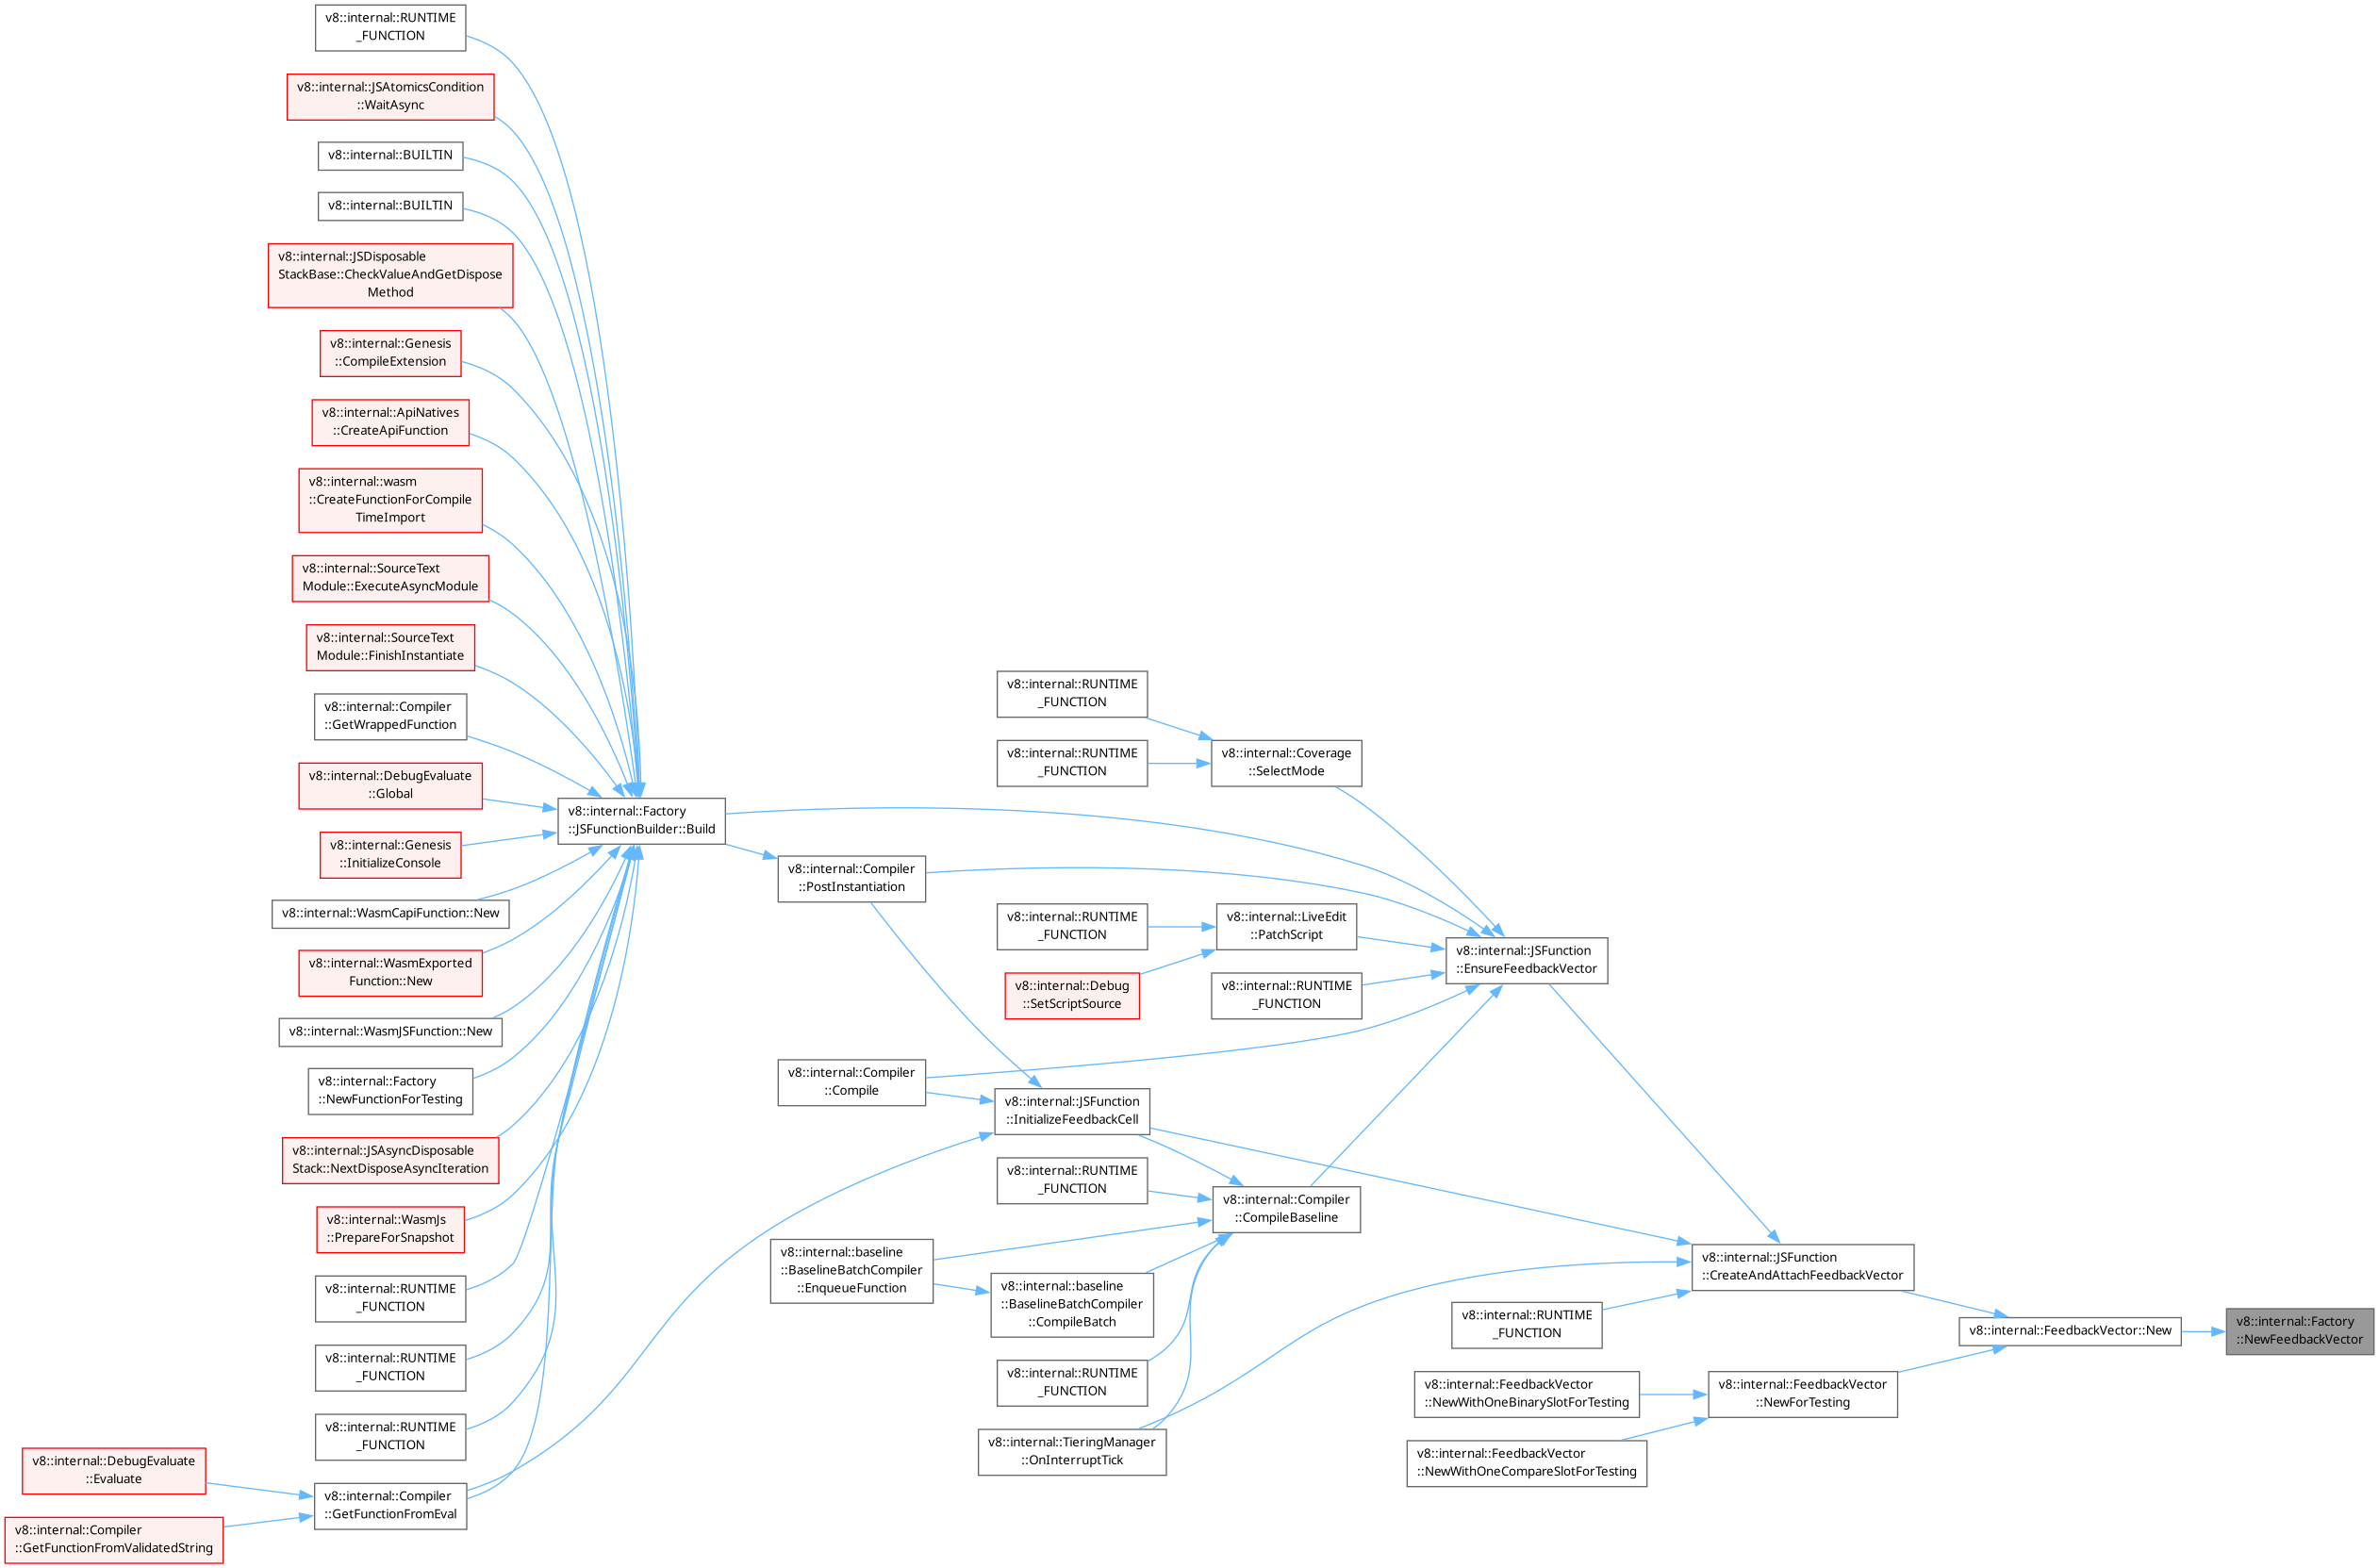 v8::internal::RUNTIME
_FUNCTION
v8::internal::JSAtomicsCondition
::WaitAsync
v8::internal::BUILTIN
v8::internal::BUILTIN
v8::internal::JSDisposable
StackBase::CheckValueAndGetDispose
Method
v8::internal::Genesis
::CompileExtension
v8::internal::ApiNatives
::CreateApiFunction
v8::internal::wasm
::CreateFunctionForCompile
TimeImport
v8::internal::SourceText
Module::ExecuteAsyncModule
v8::internal::SourceText
Module::FinishInstantiate
v8::internal::Compiler
::GetWrappedFunction
v8::internal::DebugEvaluate
::Global
v8::internal::Genesis
::InitializeConsole
v8::internal::WasmCapiFunction::New
v8::internal::WasmExported
Function::New
v8::internal::WasmJSFunction::New
v8::internal::Factory
::NewFunctionForTesting
v8::internal::JSAsyncDisposable
Stack::NextDisposeAsyncIteration
v8::internal::WasmJs
::PrepareForSnapshot
v8::internal::RUNTIME
_FUNCTION
v8::internal::RUNTIME
_FUNCTION
v8::internal::RUNTIME
_FUNCTION
v8::internal::DebugEvaluate
::Evaluate
v8::internal::Compiler
::GetFunctionFromValidatedString
v8::internal::Compiler
::GetFunctionFromEval
v8::internal::Factory
::JSFunctionBuilder::Build
v8::internal::Compiler
::PostInstantiation
v8::internal::Compiler
::Compile
v8::internal::baseline
::BaselineBatchCompiler
::EnqueueFunction
v8::internal::RUNTIME
_FUNCTION
v8::internal::RUNTIME
_FUNCTION
v8::internal::RUNTIME
_FUNCTION
v8::internal::Debug
::SetScriptSource
v8::internal::JSFunction
::InitializeFeedbackCell
v8::internal::RUNTIME
_FUNCTION
v8::internal::baseline
::BaselineBatchCompiler
::CompileBatch
v8::internal::RUNTIME
_FUNCTION
v8::internal::TieringManager
::OnInterruptTick
v8::internal::Coverage
::SelectMode
v8::internal::LiveEdit
::PatchScript
v8::internal::RUNTIME
_FUNCTION
v8::internal::Compiler
::CompileBaseline
v8::internal::JSFunction
::EnsureFeedbackVector
v8::internal::RUNTIME
_FUNCTION
v8::internal::FeedbackVector
::NewWithOneBinarySlotForTesting
v8::internal::FeedbackVector
::NewWithOneCompareSlotForTesting
v8::internal::JSFunction
::CreateAndAttachFeedbackVector
v8::internal::FeedbackVector
::NewForTesting
v8::internal::FeedbackVector::New
v8::internal::Factory
::NewFeedbackVector